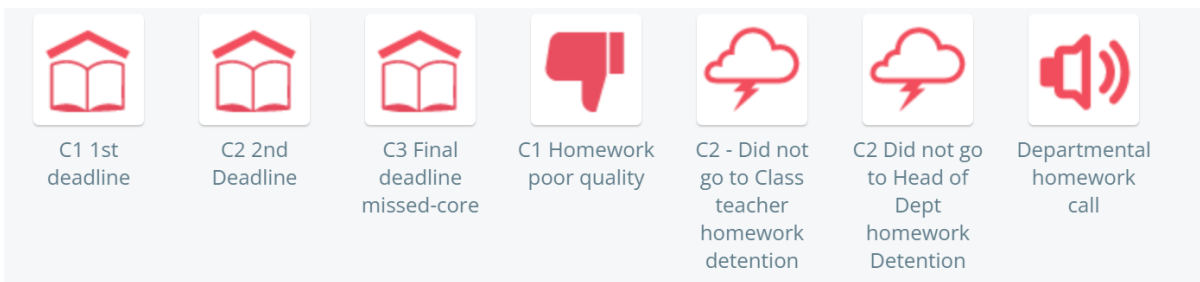 C1 1st
deadline
C2 2nd
Deadline
C3 Final
deadline
missed-core
C1 Homework
poor quality
C2 - Did not
go to Class
teacher
homework
detention
C2 Did not go
to Head of
Dept
homework
Detention
Departmental
homework
call